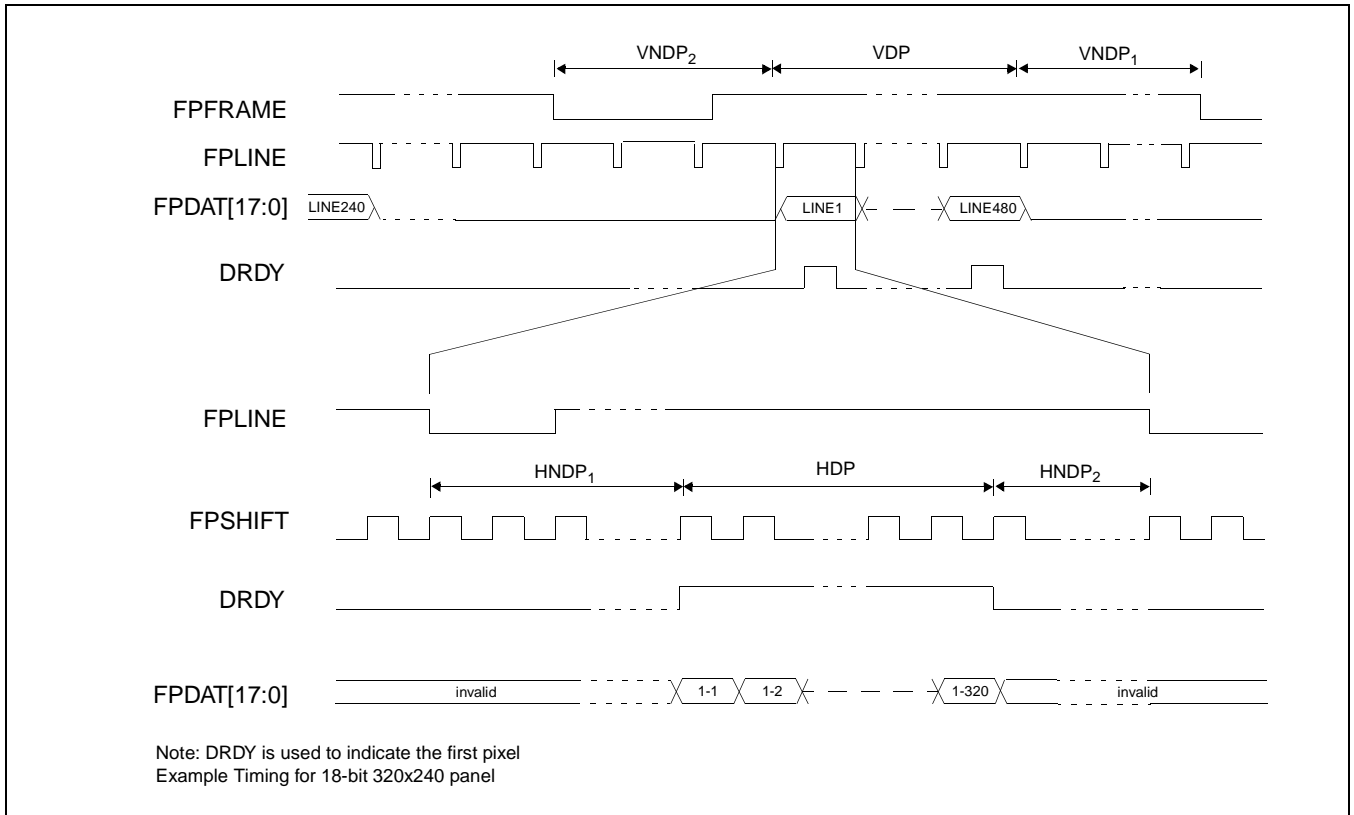 VNDP2 VDP VNDP1
FPFRAME
FPLINE
FPDAT[17:0] LINE240 LINE1 LINE480
DRDY
FPLINE
HNDP1 HDP HNDP2
FPSHIFT
DRDY
FPDAT[17:0] invalid 1-1 1-2 1-320 invalid
Note: DRDY is used to indicate the first pixel
Example Timing for 18-bit 320x240 panel